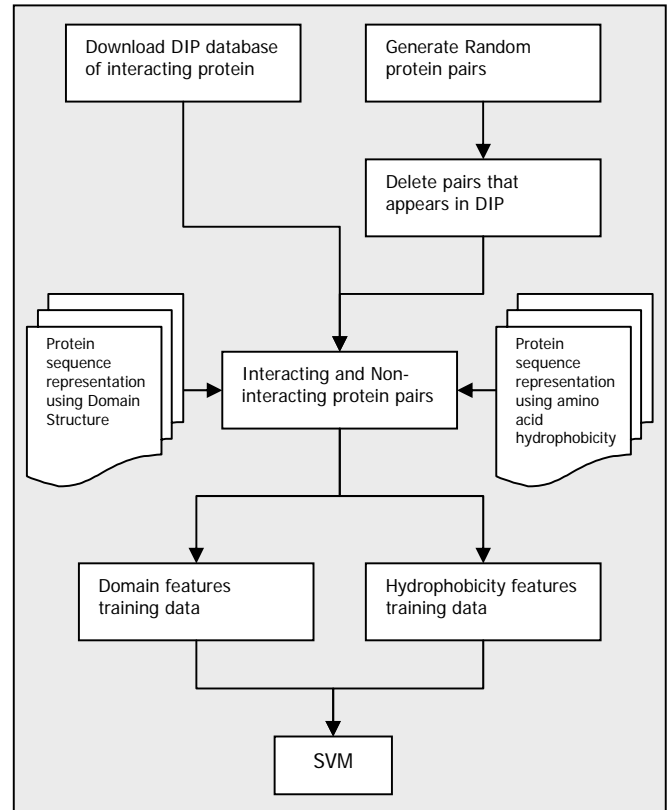 Download DIP database
of interacting protein
Generate Random
protein pairs
Delete pairs that
appears in DIP
Protein
sequence
representation
using Domain
Structure
Interacting and Non-
interacting protein pairs
Protein
sequence
representation
using amino
acid
hydrophobicity
Domain features
training data
Hydrophobicity features
training data
SVM